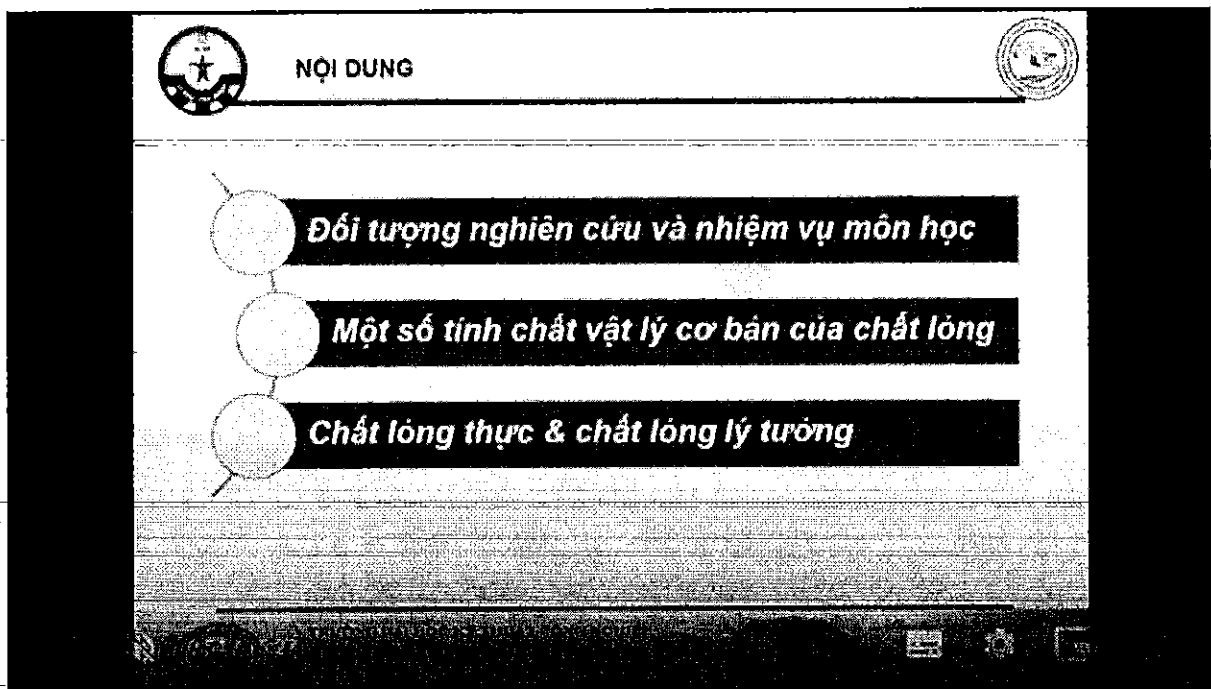 NỘI DUNG
Đối tượng nghiên cứu và nhiệm vụ môn học
Một số tính chất vật lý cơ bản của chất lỏng
Chất lỏng thực & chất lỏng lý tưởng